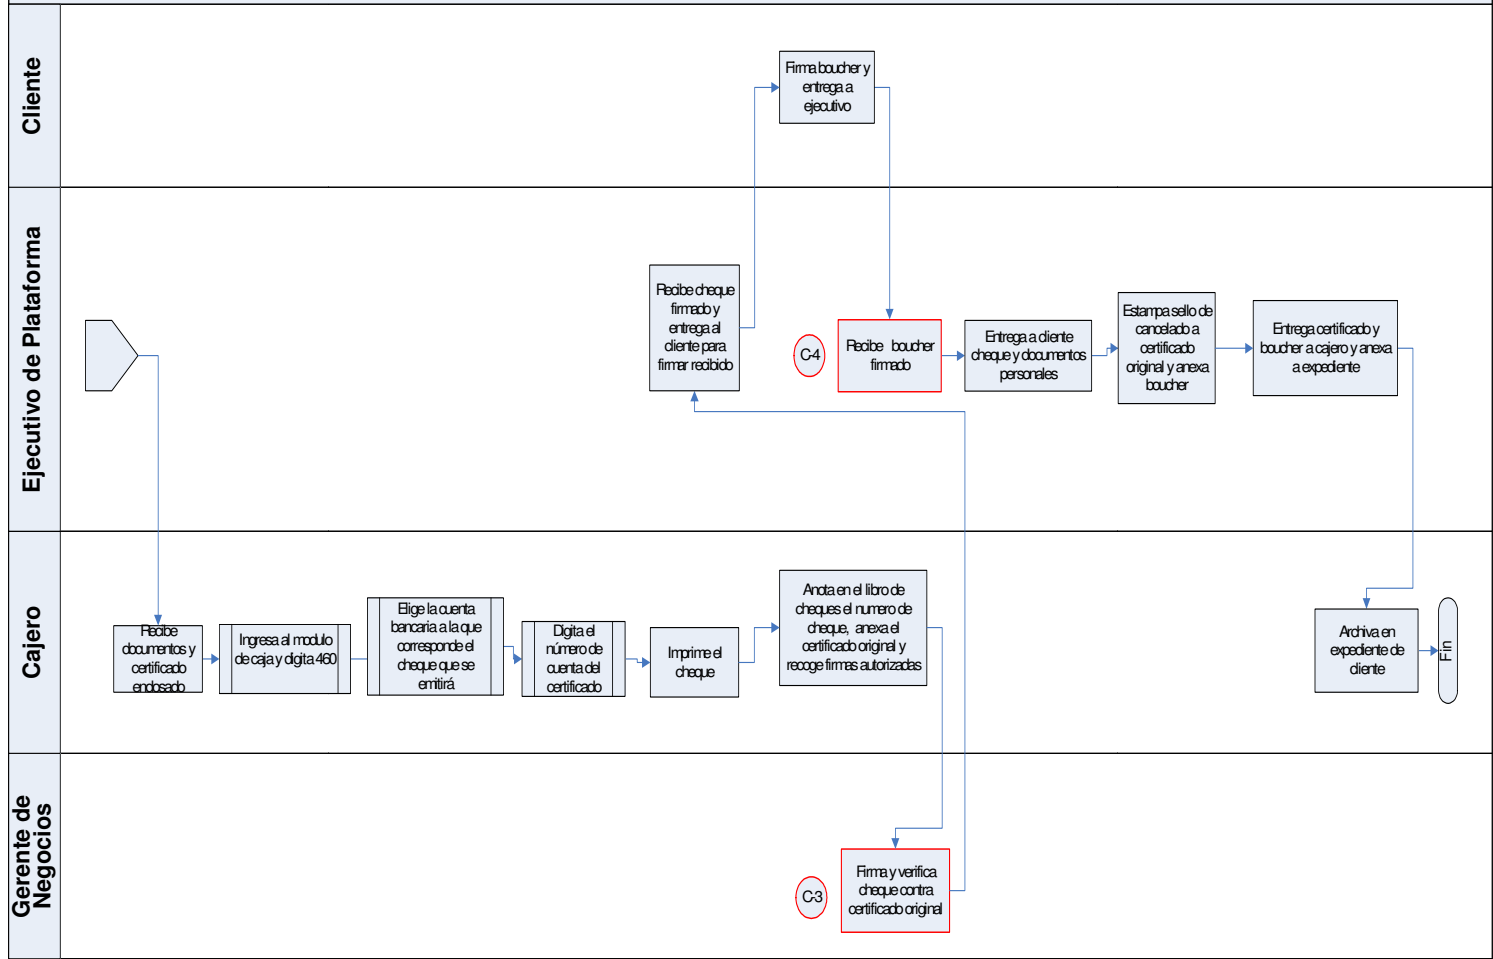 Cliente
Firma boucher y
entrega a
ejecutivo
Ejecutivo de Plataforma
Recibe cheque
firmado y
entrega al
cliente para
firmar recibido
C-4
Recibe boucher
firmado
Entrega a cliente
cheque y documentos
personales
Estampa sello de
cancelado a
certificado
original y anexa
boucher
Entrega certificado y
boucher a cajero y anexa
a expediente
Cajero
Recibe
documentos y
certificado
endosado
Ingresa al modulo
de caja y digita 460
Elige la cuenta
bancaria a la que
corresponde el
cheque que se
emitirá
Digita el
número de
cuenta del
certificado
Imprime el
cheque
Anota en el libro de
cheques el numero de
cheque, anexa el
certificado original y
recoge firmas autorizadas
Archiva en
expediente de
cliente
Fin
Gerente de
Negocios
C-3
Firma y verifica
cheque contra
certificado original